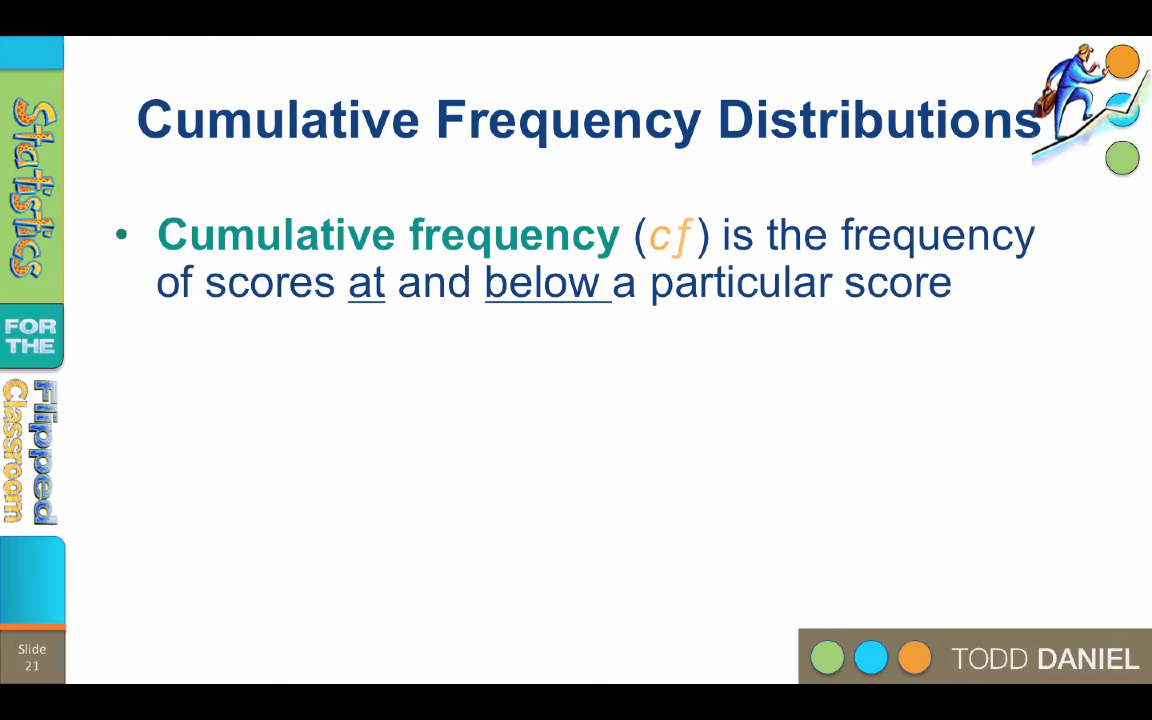 Cumulative Frequency Distributions
• Cumulative frequency (cƒ) is the frequency
of scores at and below a particular score
Statistics
FOR
THE
Flipped
Classroom
Slide
21
TODD DANIEL